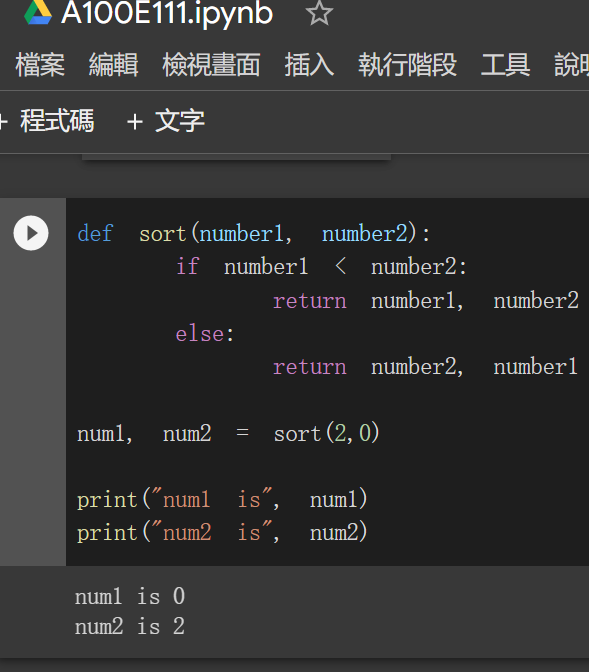 A100E111.ipynb
檔案 編輯 檢視畫面 插入 執行階段 工具
+ 程式碼 + 文字
def sort(number1, number2):
if number1 < number2:
return number1, number2
else:
return number2, number1
num1, num2 = sort(2,0)
print("num1 is", num1)
print("num2 is", num2)
num1 is 0
num2 is 2